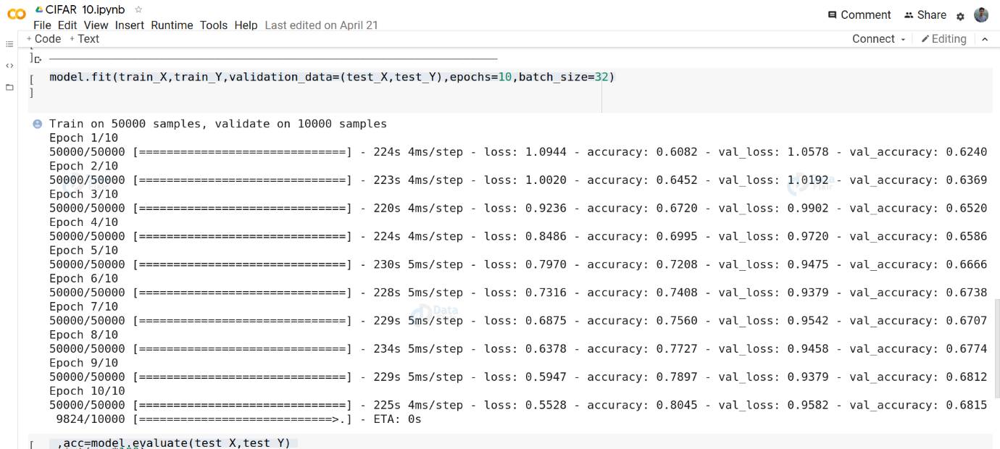 CIFAR 10.ipynb
File Edit View Insert Runtime Tools Help Last edited on April 21
Comment Share
+ Code + Text
Connect Editing
[
]
model.fit(train_X,train_Y,validation_data=(test_X,test_Y),epochs=10,batch_size=32)
Train on 50000 samples, validate on 10000 samples
Epoch 1/10
50000/50000 [==============================] - 224s 4ms/step - loss: 1.0944 - accuracy: 0.6082 - val_loss: 1.0578 - val_accuracy: 0.6240
Epoch 2/10
50000/50000 [==============================] - 223s 4ms/step - loss: 1.0020 - accuracy: 0.6452 - val_loss: 1.0192 - val_accuracy: 0.6369
Epoch 3/10
50000/50000 [==============================] - 220s 4ms/step - loss: 0.9236 - accuracy: 0.6720 - val_loss: 0.9902 - val_accuracy: 0.6520
Epoch 4/10
50000/50000 [==============================] - 224s 4ms/step - loss: 0.8486 - accuracy: 0.6995 - val_loss: 0.9720 - val_accuracy: 0.6586
Epoch 5/10
50000/50000 [==============================] - 230s 5ms/step - loss: 0.7970 - accuracy: 0.7208 - val_loss: 0.9475 - val_accuracy: 0.6666
Epoch 6/10
50000/50000 [==============================] - 228s 5ms/step - loss: 0.7316 - accuracy: 0.7408 - val_loss: 0.9379 - val_accuracy: 0.6738
Epoch 7/10
50000/50000 [==============================] - 229s 5ms/step - loss: 0.6875 - accuracy: 0.7560 - val_loss: 0.9542 - val_accuracy: 0.6707
Epoch 8/10
50000/50000 [==============================] - 234s 5ms/step - loss: 0.6378 - accuracy: 0.7727 - val_loss: 0.9458 - val_accuracy: 0.6774
Epoch 9/10
50000/50000 [==============================] - 229s 5ms/step - loss: 0.5947 - accuracy: 0.7897 - val_loss: 0.9379 - val_accuracy: 0.6812
Epoch 10/10
50000/50000 [==============================] - 225s 4ms/step - loss: 0.5528 - accuracy: 0.8045 - val_loss: 0.9582 - val_accuracy: 0.6815
9824/10000 [============================>.] - ETA: 0s
[ ,acc=model.evaluate(test_X,test_Y)